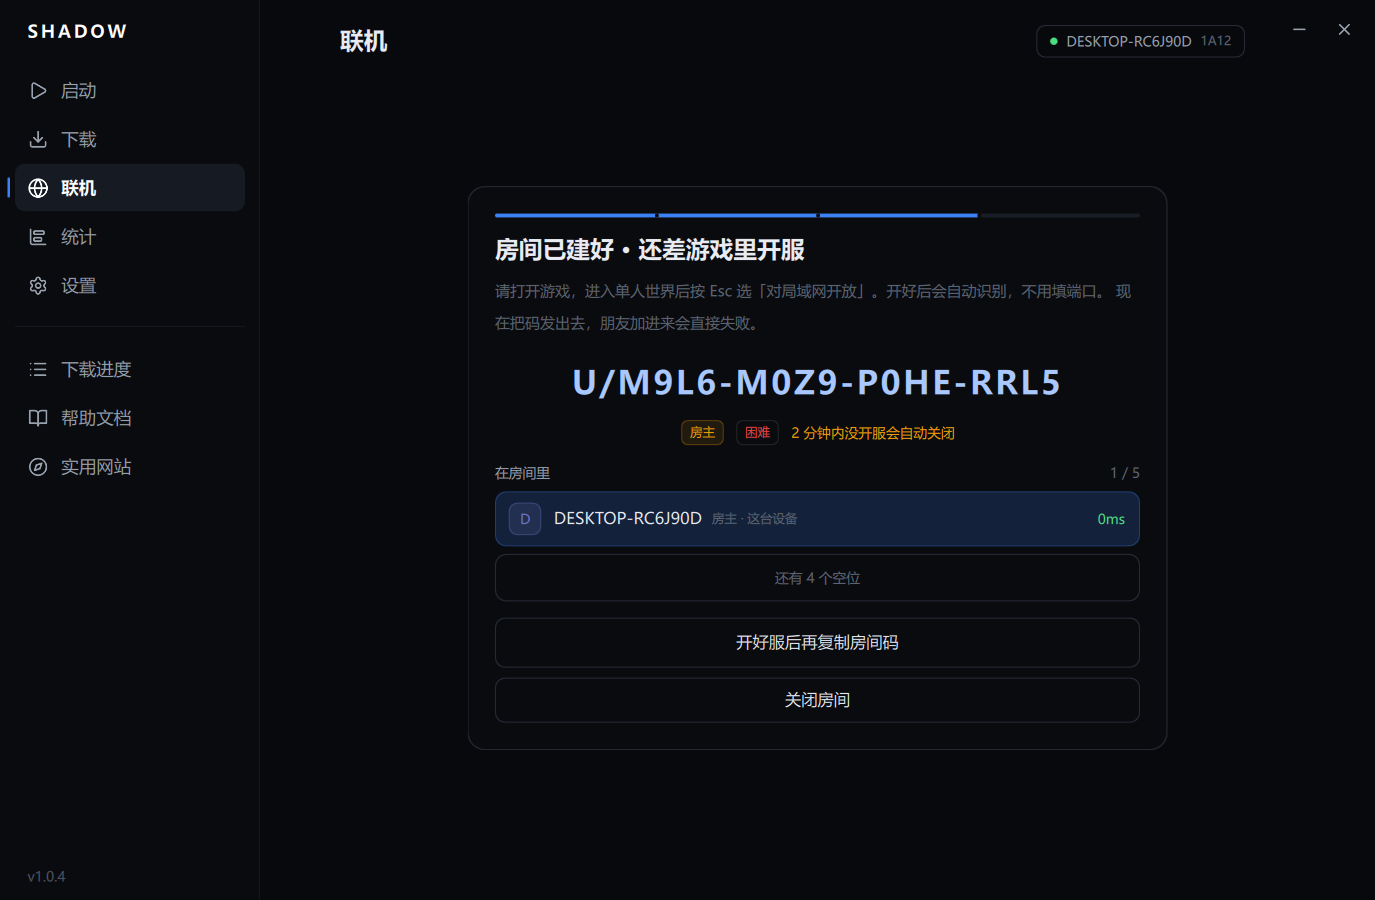 SHADOW
启动
下载
联机
统计
设置
下载进度
帮助文档
实用网站
v1.0.4
联机
DESKTOP-RC6J90D 1A12
房间已建好 · 还差游戏里开服
请打开游戏，进入单人世界后按 Esc 选「对局域网开放」。开好后会自动识别，不用填端口。 现
在把码发出去，朋友加进来会直接失败。
U/M9L6-M0Z9-P0HE-RRL5
房主 困难 2 分钟内没开服会自动关闭
在房间里 1 / 5
D DESKTOP-RC6J90D 房主 · 这台设备 0ms
还有 4 个空位
开好服后再复制房间码
关闭房间